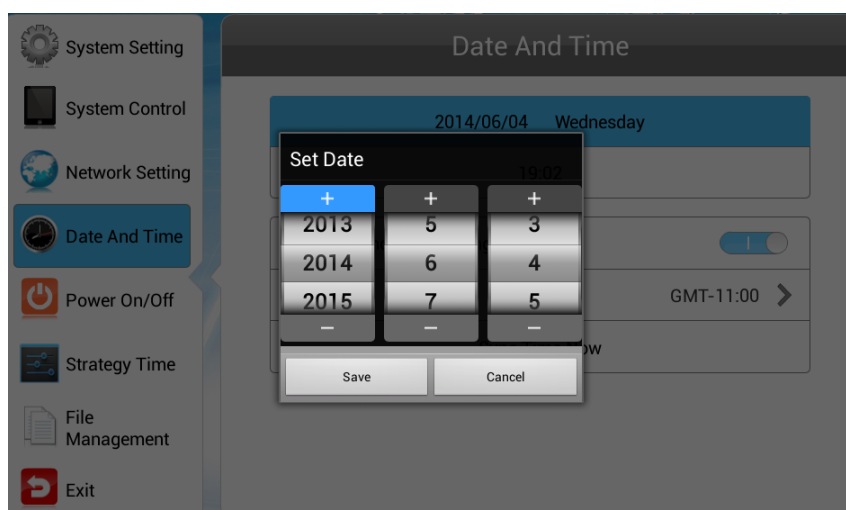 System Setting
System Control
Network Setting
Date And Time
Power On/Off
Strategy Time
File
Management
Exit
Date And Time
2014/06/04 Wednesday
19:02
Set Date
+ + +
2013 5 3
2014 6 4
2015 7 5
− − −
Save Cancel
GMT-11:00